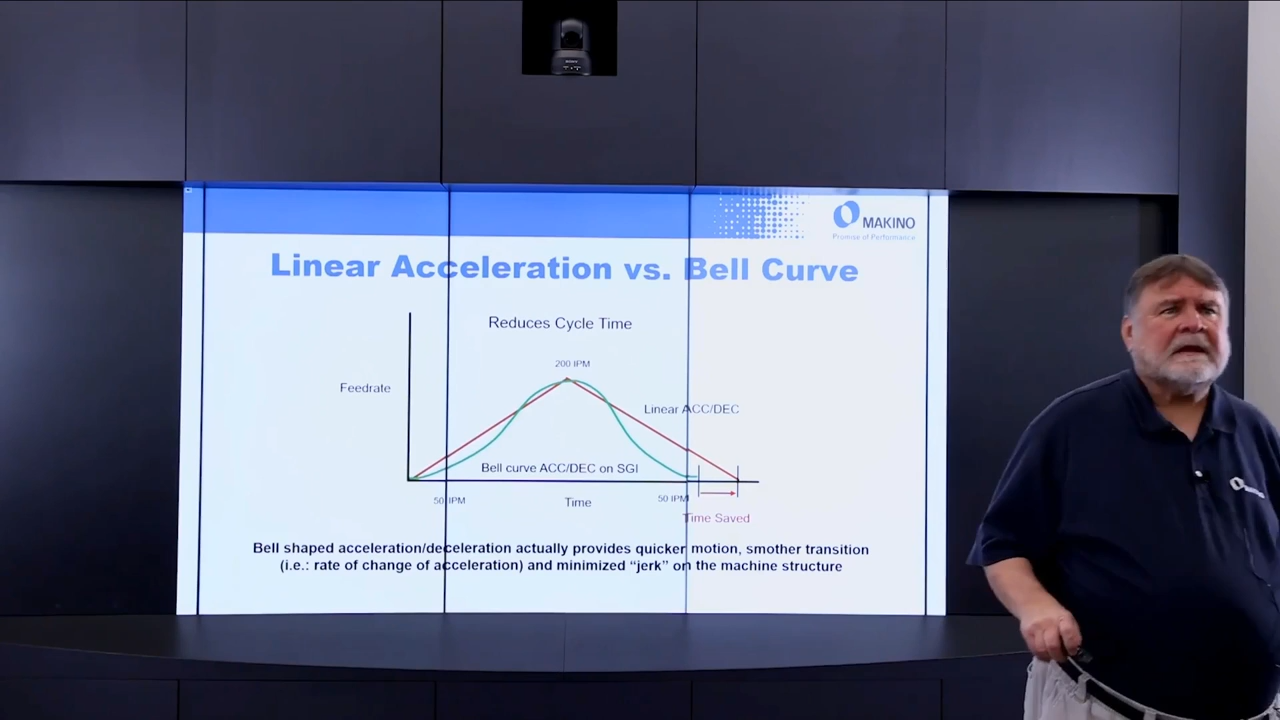 SONY
MAKINO
Promise of Performance
Linear Acceleration vs. Bell Curve
Reduces Cycle Time
200 IPM
Feedrate
Linear ACC/DEC
Bell curve ACC/DEC on SGI
50 IPM
Time
50 IPM
Time Saved
Bell shaped acceleration/deceleration actually provides quicker motion, smother transition
(i.e.: rate of change of acceleration) and minimized “jerk” on the machine structure
MAKINO